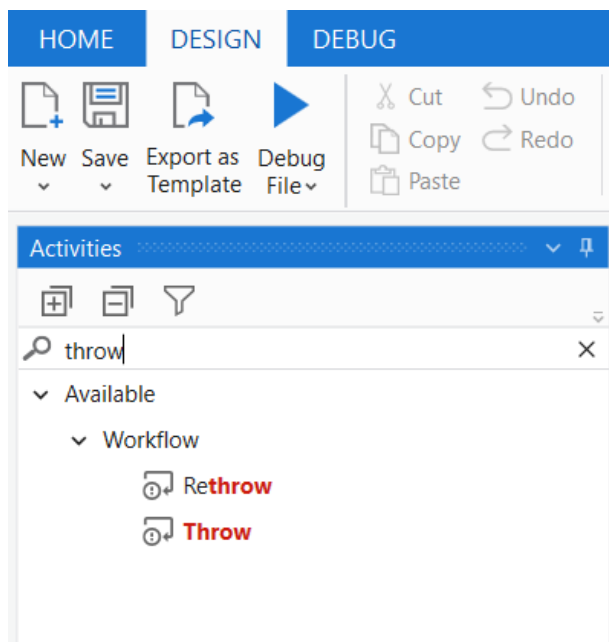 HOME DESIGN DEBUG
New Save Export as Template Debug File
Cut Undo
Copy Redo
Paste
Activities
throw
Available
Workflow
Rethrow
Throw